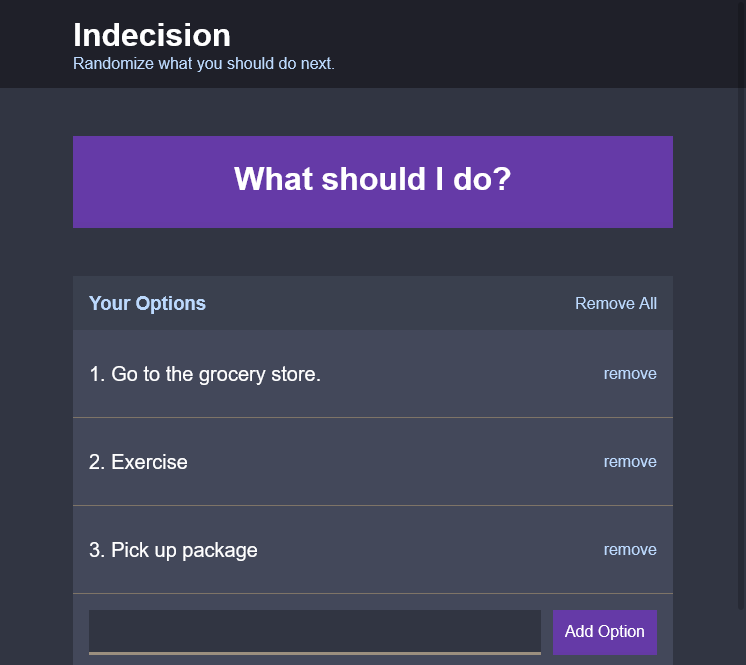 Indecision
Randomize what you should do next.
What should I do?
Your Options
Remove All
1. Go to the grocery store.
remove
2. Exercise
remove
3. Pick up package
remove
Add Option